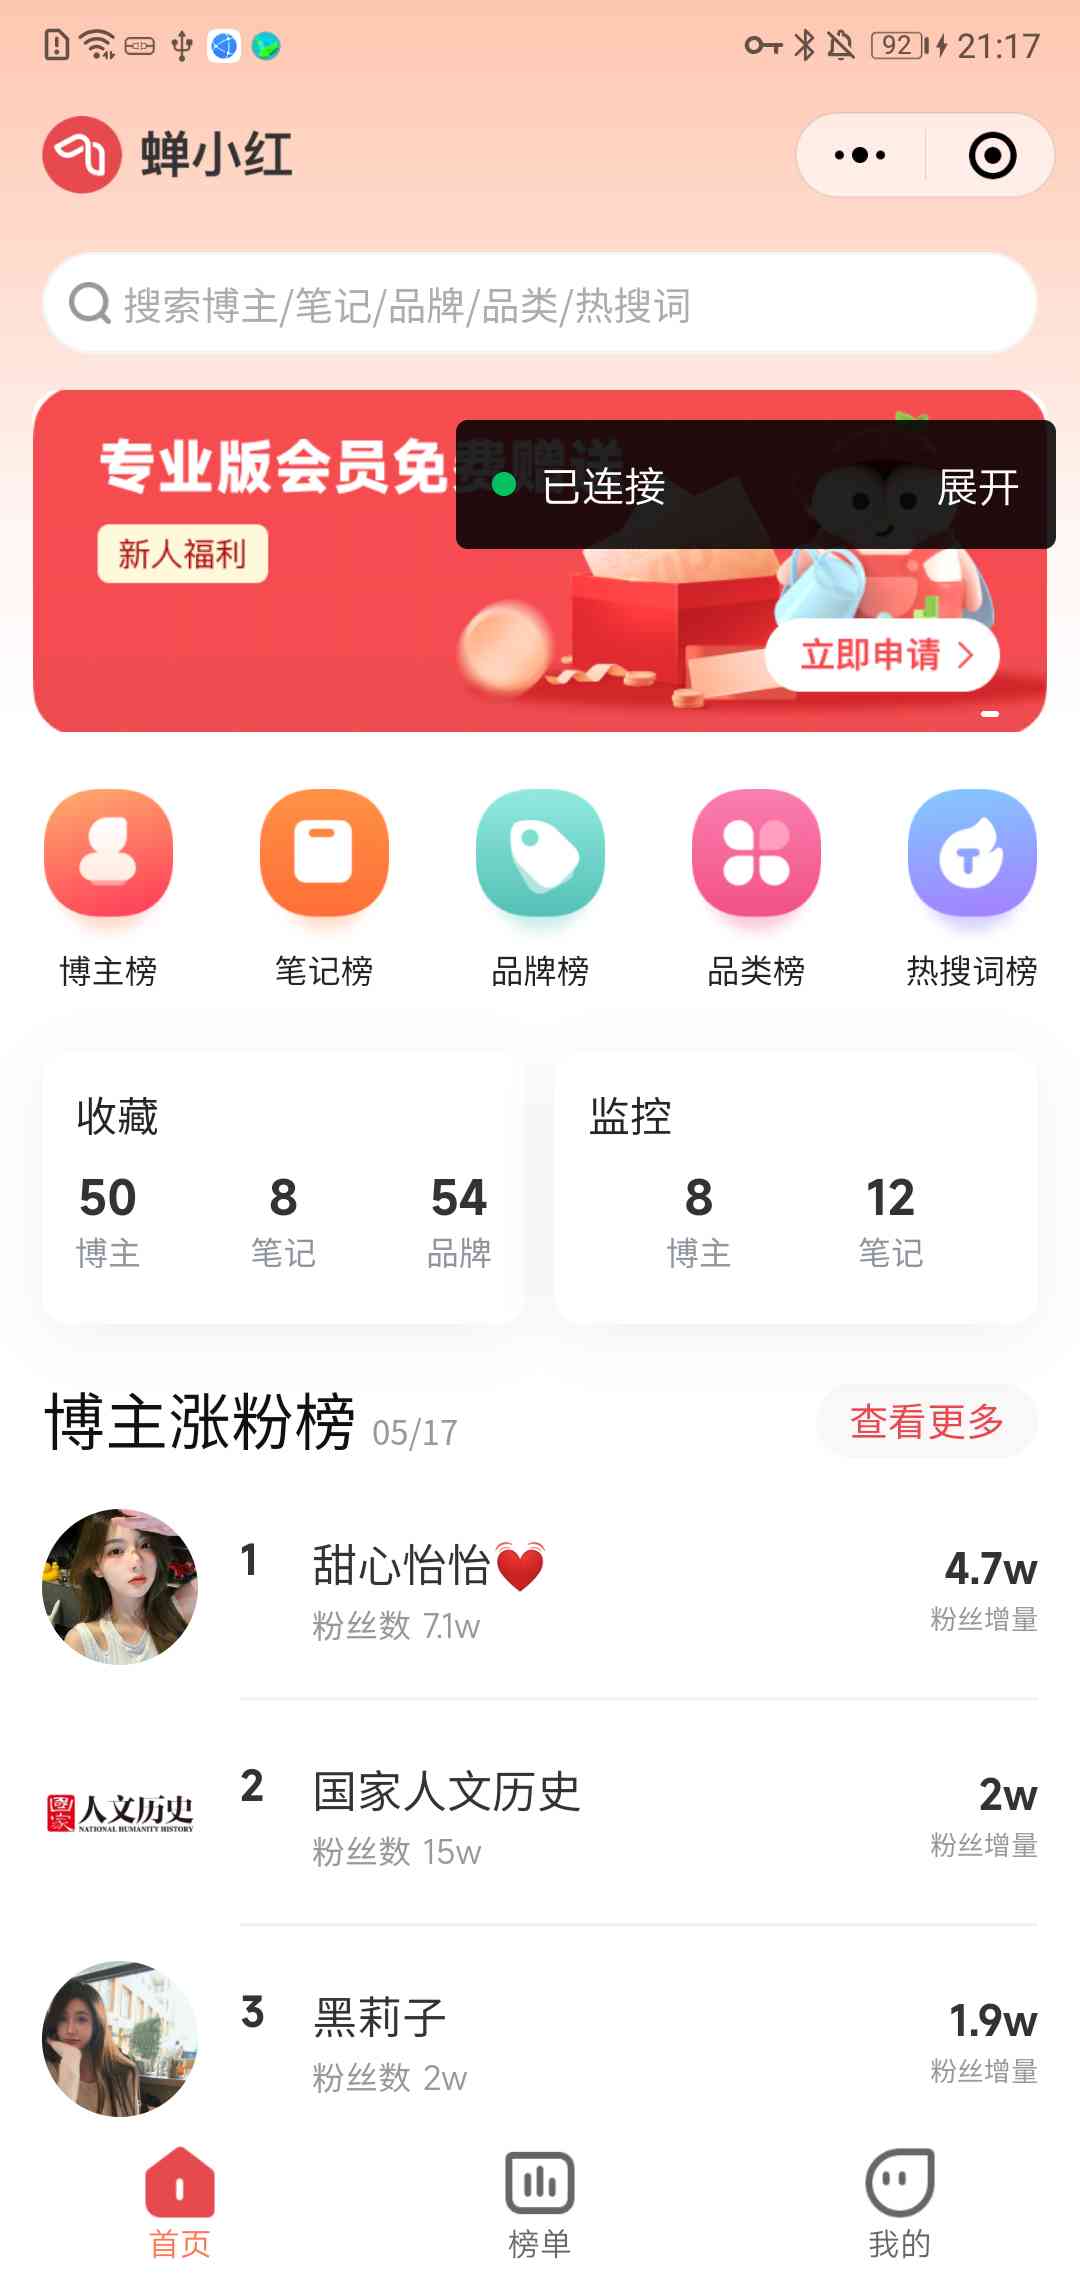 92 21:17
蝉小红
搜索博主/笔记/品牌/品类/热搜词
专业版会员免费赠送
已连接 展开
新人福利
立即申请
博主榜 笔记榜 品牌榜 品类榜 热搜词榜
收藏 监控
50 8 54 8 12
博主 笔记 品牌 博主 笔记
博主涨粉榜 05/17 查看更多
1 甜心怡怡 4.7w
粉丝数 7.1w 粉丝增量
2 国家人文历史 2w
國家 人文历史
NATIONAL HUMANITY HISTORY
粉丝数 15w 粉丝增量
3 黑莉子 1.9w
粉丝数 2w 粉丝增量
首页 榜单 我的